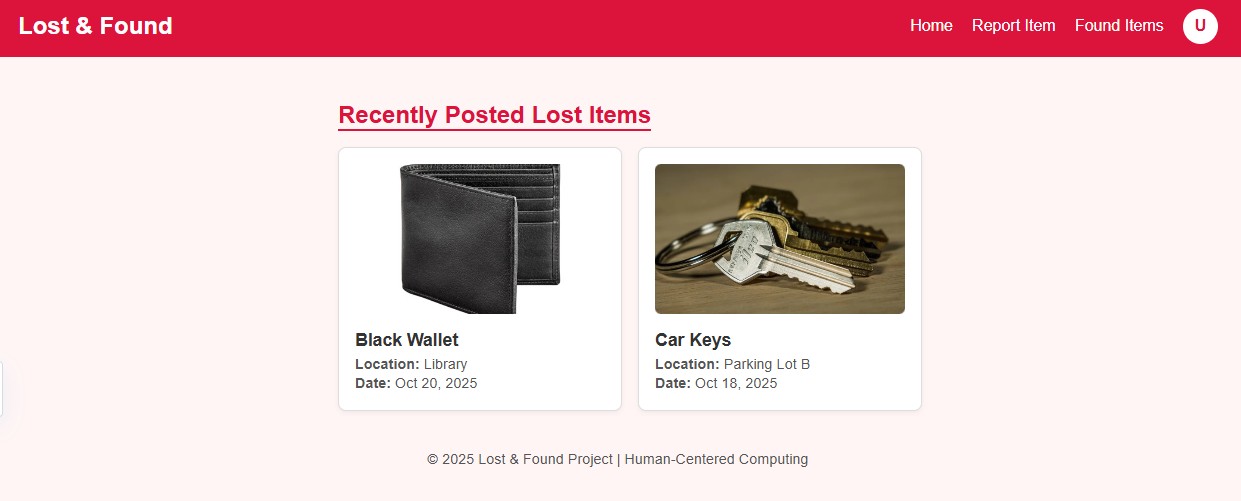 Lost & Found
Home Report Item Found Items U
Recently Posted Lost Items
Black Wallet
Location: Library
Date: Oct 20, 2025
Car Keys
Location: Parking Lot B
Date: Oct 18, 2025
© 2025 Lost & Found Project | Human-Centered Computing